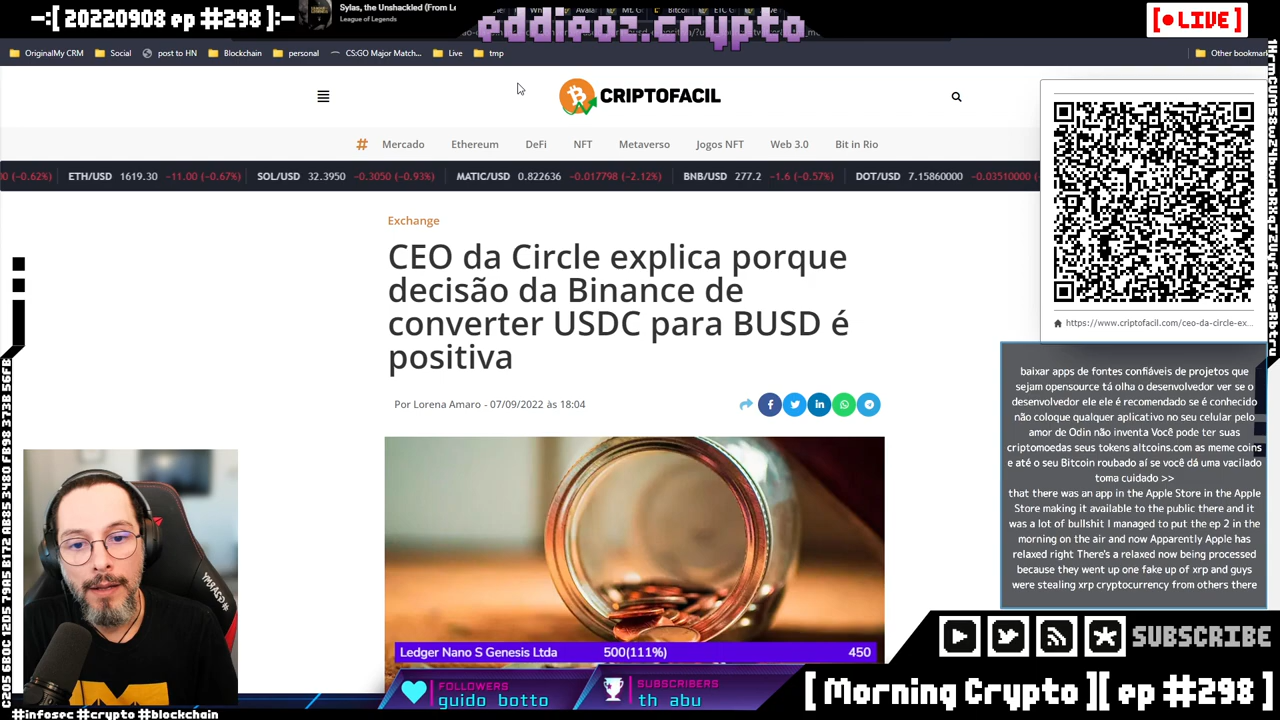 -:[ 20220908 ep #298 ]:-
Sylas, the Unshackled (From Le
League of Legends
eddieoz.crypto
[• LIVE ]
OriginalMy CRM
Social
post to HN
Blockchain
personal
CS:GO Major Match...
Live
tmp
Other bookmar
CRIPTOFACIL
# Mercado Ethereum DeFi NFT Metaverso Jogos NFT Web 3.0 Bit in Rio
(−0.62%) ETH/USD 1619.30 −11.00 (−0.67%) SOL/USD 32.3950 −0.3050 (−0.93%) MATIC/USD 0.822636 −0.017798 (−2.12%) BNB/USD 277.2 −1.6 (−0.57%) DOT/USD 7.15860000 −0.03510000
Exchange
CEO da Circle explica porque
decisão da Binance de
converter USDC para BUSD é
positiva
Por Lorena Amaro - 07/09/2022 às 18:04
https://www.criptofacil.com/ceo-da-circle-ex...
baixar apps de fontes confiáveis de projetos que
sejam opensource tá olha o desenvolvedor ver se o
desenvolvedor ele ele é recomendado se é conhecido
não coloque qualquer aplicativo no seu celular pelo
amor de Odin não inventa Você pode ter suas
criptomoedas seus tokens altcoins.com as meme coins
e até o seu Bitcoin roubado aí se você dá uma vacilado
toma cuidado >>
that there was an app in the Apple Store in the Apple
Store making it available to the public there and it
was a lot of bullshit I managed to put the ep 2 in the
morning on the air and now Apparently Apple has
relaxed right There's a relaxed now being processed
because they went up one fake up of xrp and guys
were stealing xrp cryptocurrency from others there
Ledger Nano S Genesis Ltda 500(111%) 450
FOLLOWERS
guido botto
SUBSCRIBERS
th abu
SUBSCRIBE
[ Morning Crypto ][ ep #298 ]
#infosec #crypto #blockchain